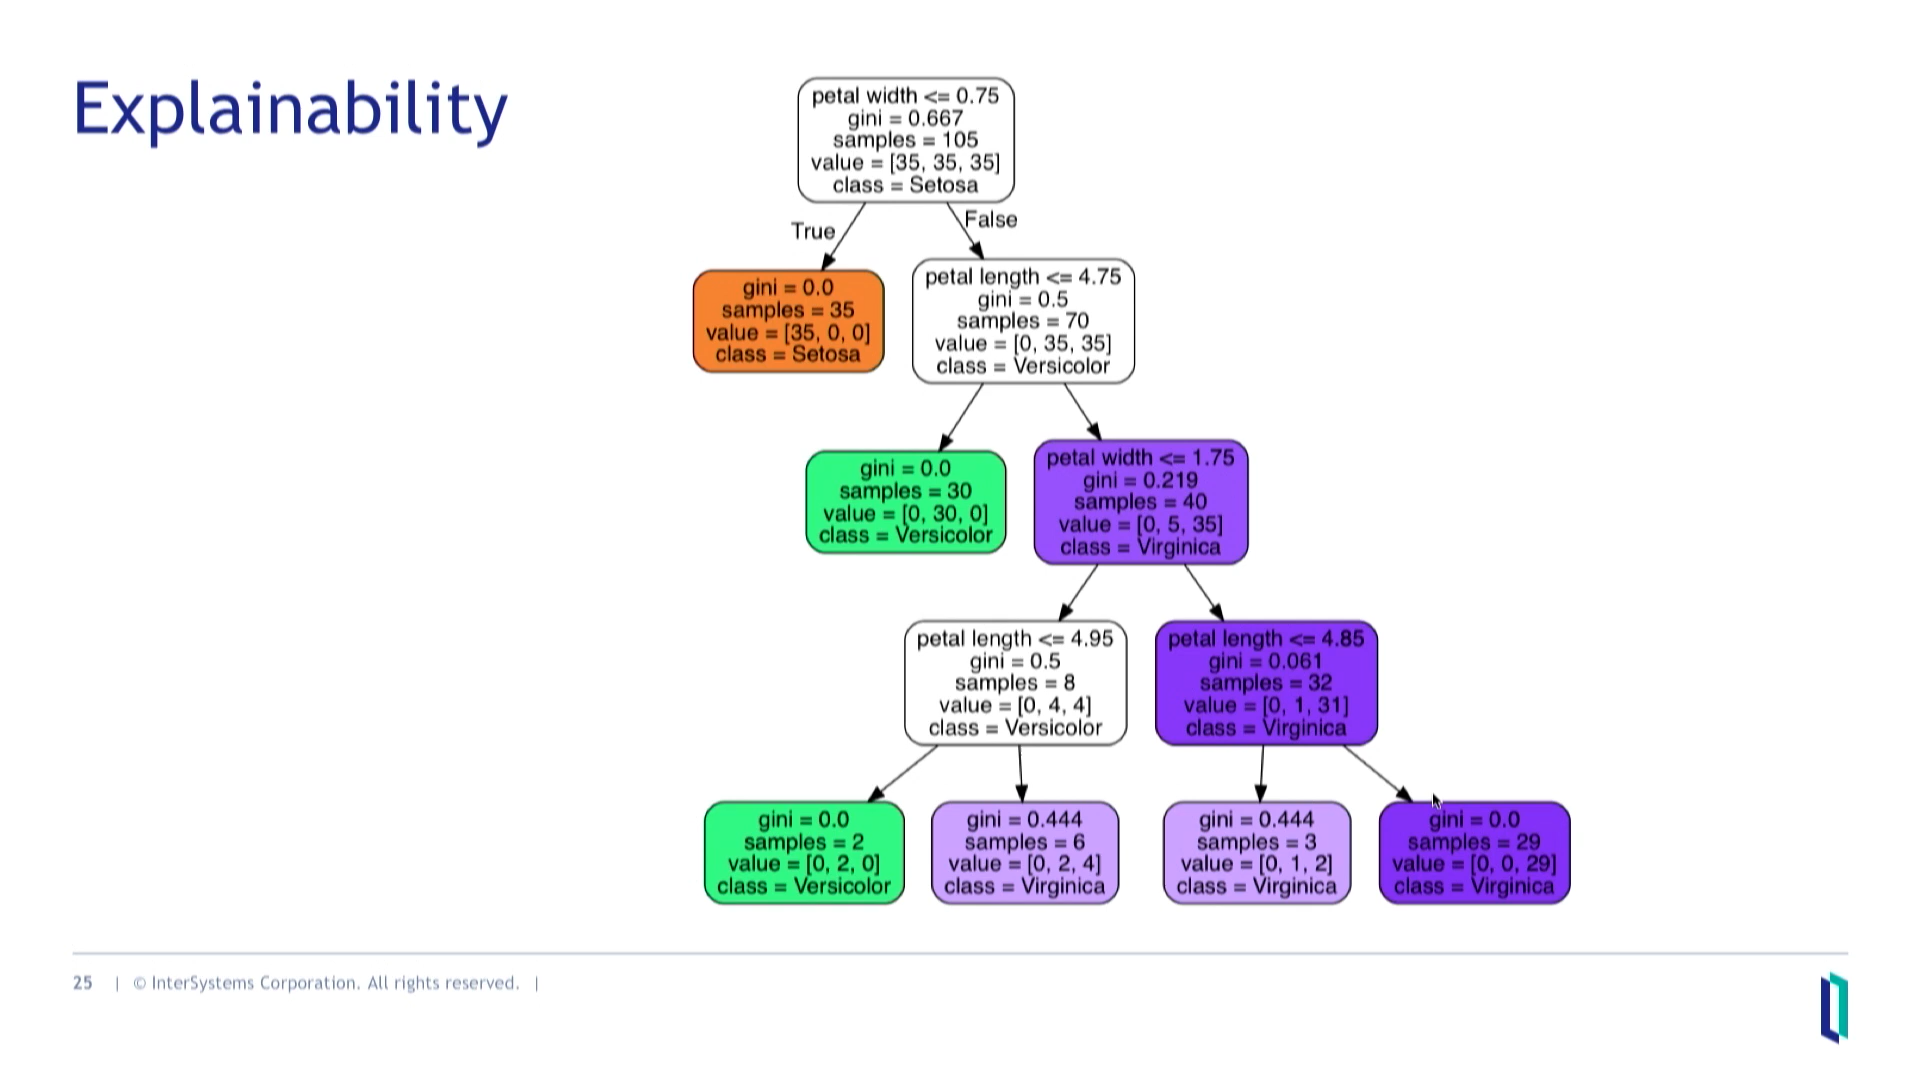 Explainability
petal width <= 0.75
gini = 0.667
samples = 105
value = [35, 35, 35]
class = Setosa
True
False
gini = 0.0
samples = 35
value = [35, 0, 0]
class = Setosa
petal length <= 4.75
gini = 0.5
samples = 70
value = [0, 35, 35]
class = Versicolor
gini = 0.0
samples = 30
value = [0, 30, 0]
class = Versicolor
petal width <= 1.75
gini = 0.219
samples = 40
value = [0, 5, 35]
class = Virginica
petal length <= 4.95
gini = 0.5
samples = 8
value = [0, 4, 4]
class = Versicolor
petal length <= 4.85
gini = 0.061
samples = 32
value = [0, 1, 31]
class = Virginica
gini = 0.0
samples = 2
value = [0, 2, 0]
class = Versicolor
gini = 0.444
samples = 6
value = [0, 2, 4]
class = Virginica
gini = 0.444
samples = 3
value = [0, 1, 2]
class = Virginica
gini = 0.0
samples = 29
value = [0, 0, 29]
class = Virginica
25 | © InterSystems Corporation. All rights reserved. |